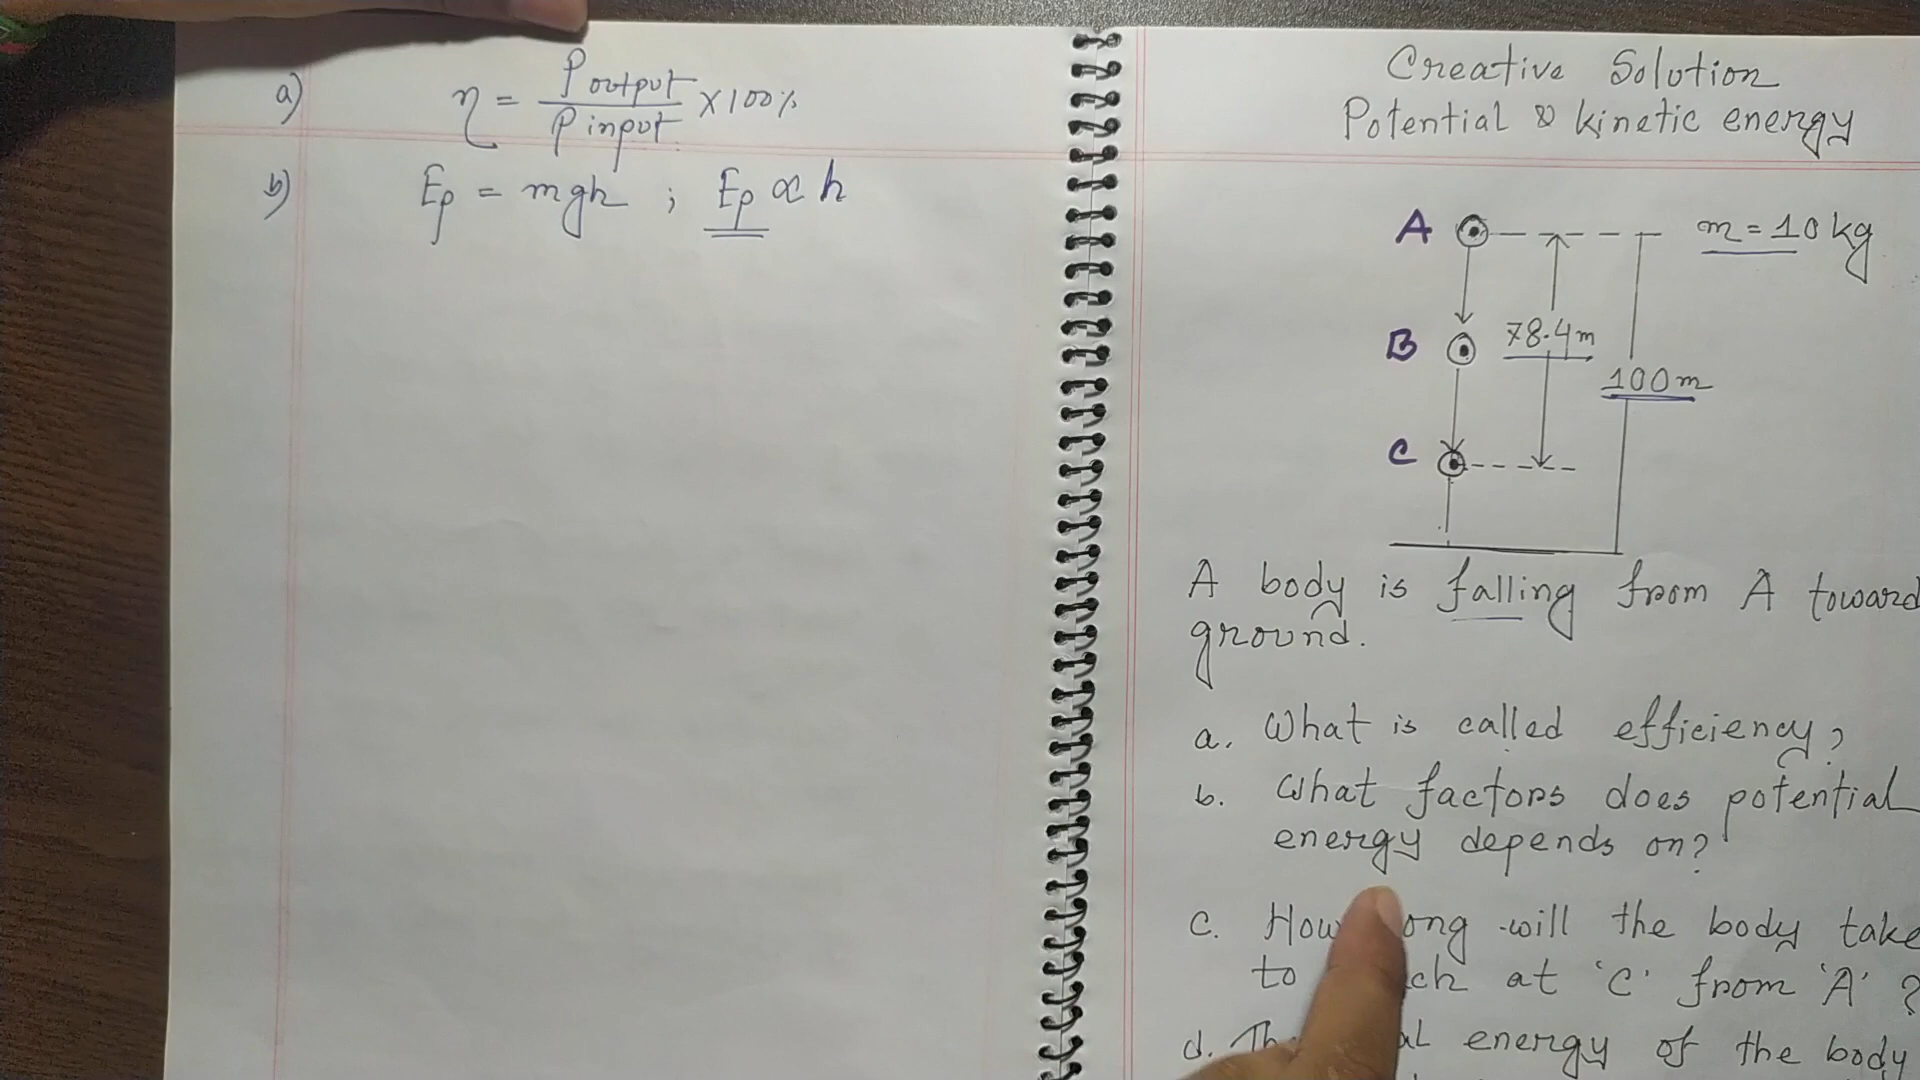 a) η = P output / P input × 100%
b) Ep = mgh ; Ep ∝ h
Creative Solution
Potential & kinetic energy
A
m = 10 kg
B
78.4m
100m
C
A body is falling from A toward
ground.
a. What is called efficiency?
b. What factors does potential
energy depends on?
c. How will the body take
to at 'C' from 'A' ?
d. energy of the body